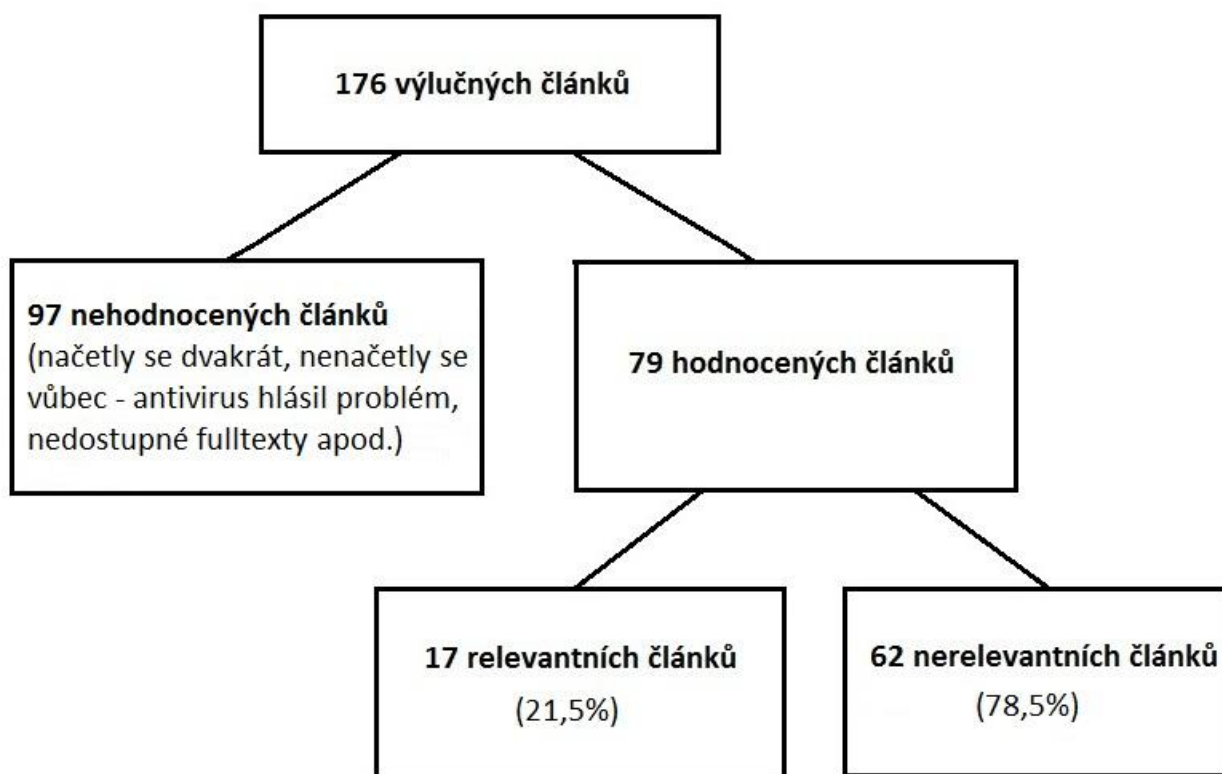 176 výlučných článků
97 nehodnocených článků
(načetly se dvakrát, nenačetly se
vůbec - antivirus hlásil problém,
nedostupné fulltexty apod.)
79 hodnocených článků
17 relevantních článků
(21,5%)
62 nerelevantních článků
(78,5%)